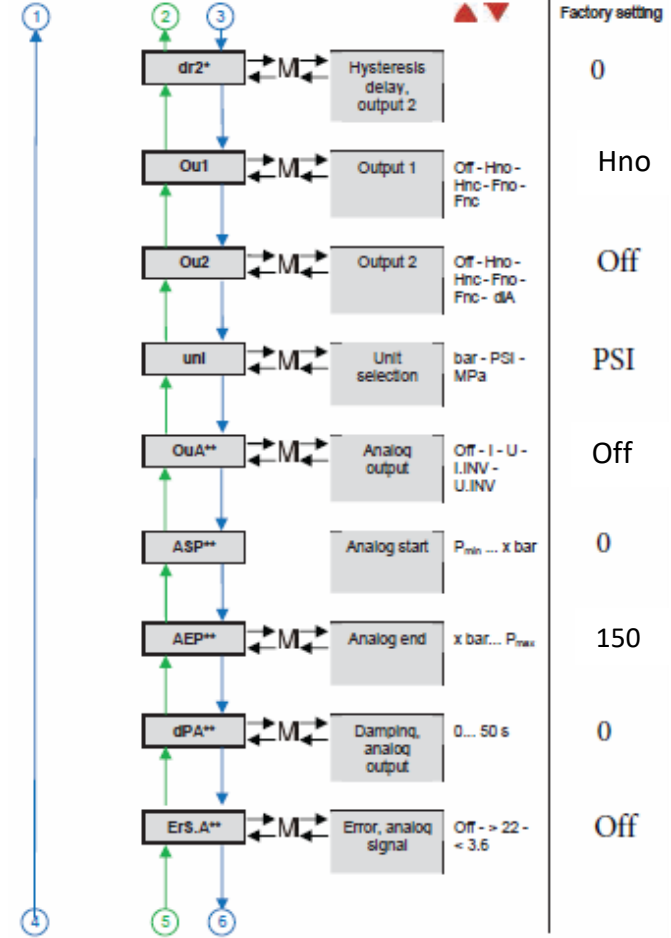 1 2 3 Factory setting
dr2* M Hysteresis delay, output 2 0
Ou1 M Output 1 Off - Hno - Hnc - Fno - Fnc Hno
Ou2 M Output 2 Off - Hno - Hnc - Fno - Fnc - dIA Off
unI M Unit selection bar - PSI - MPa PSI
OuA** M Analog output Off - I - U - I.INV - U.INV Off
ASP** Analog start Pmin ... x bar 0
AEP** M Analog end x bar... Pmax 150
dPA** M Damping, analog output 0... 50 s 0
ErS.A** M Error, analog signal Off - > 22 - < 3.6 Off
4 5 6